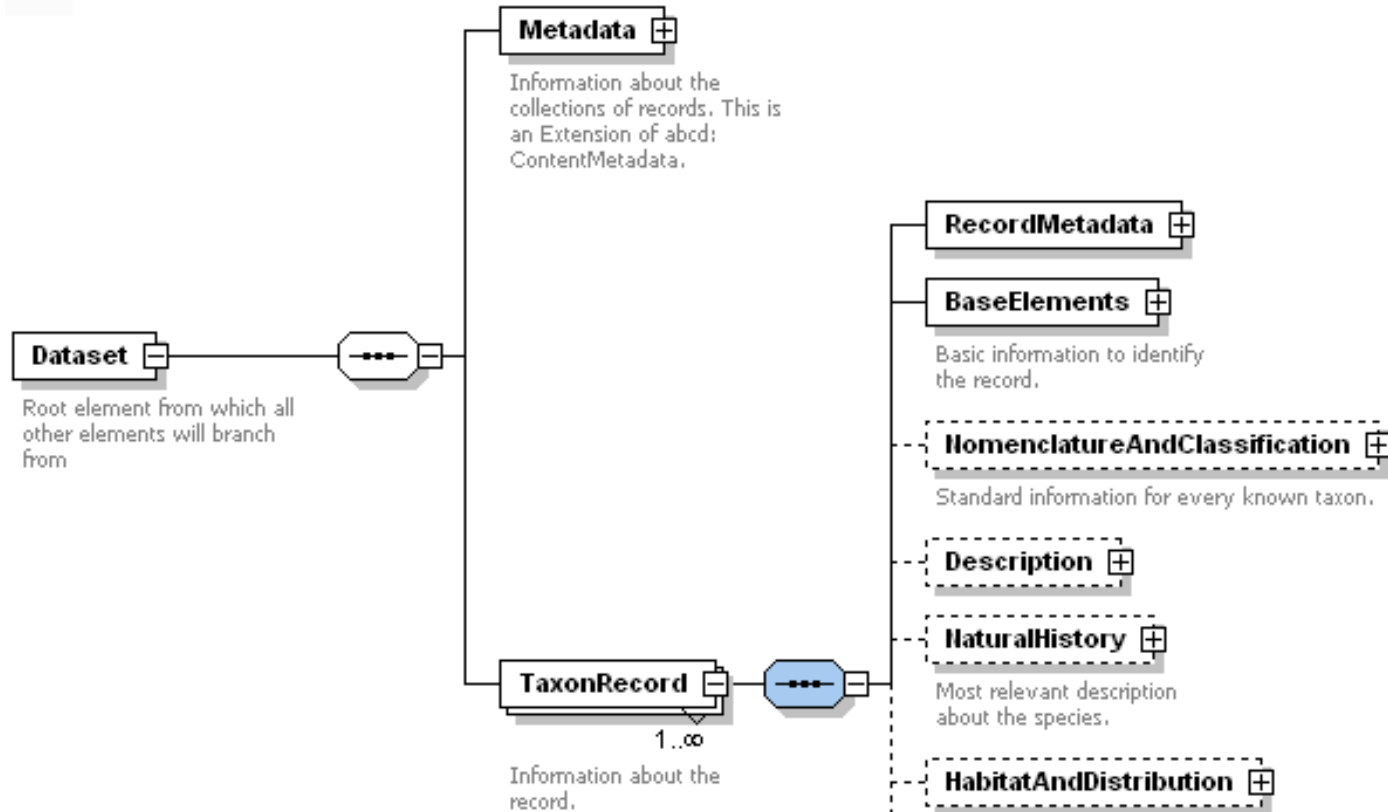 Metadata
Information about the
collections of records. This is
an Extension of abcd:
ContentMetadata.
RecordMetadata
BaseElements
Basic information to identify
the record.
Dataset
Root element from which all
other elements will branch
from
NomenclatureAndClassification
Standard information for every known taxon.
Description
NaturalHistory
Most relevant description
about the species.
TaxonRecord
1..∞
Information about the
record.
HabitatAndDistribution